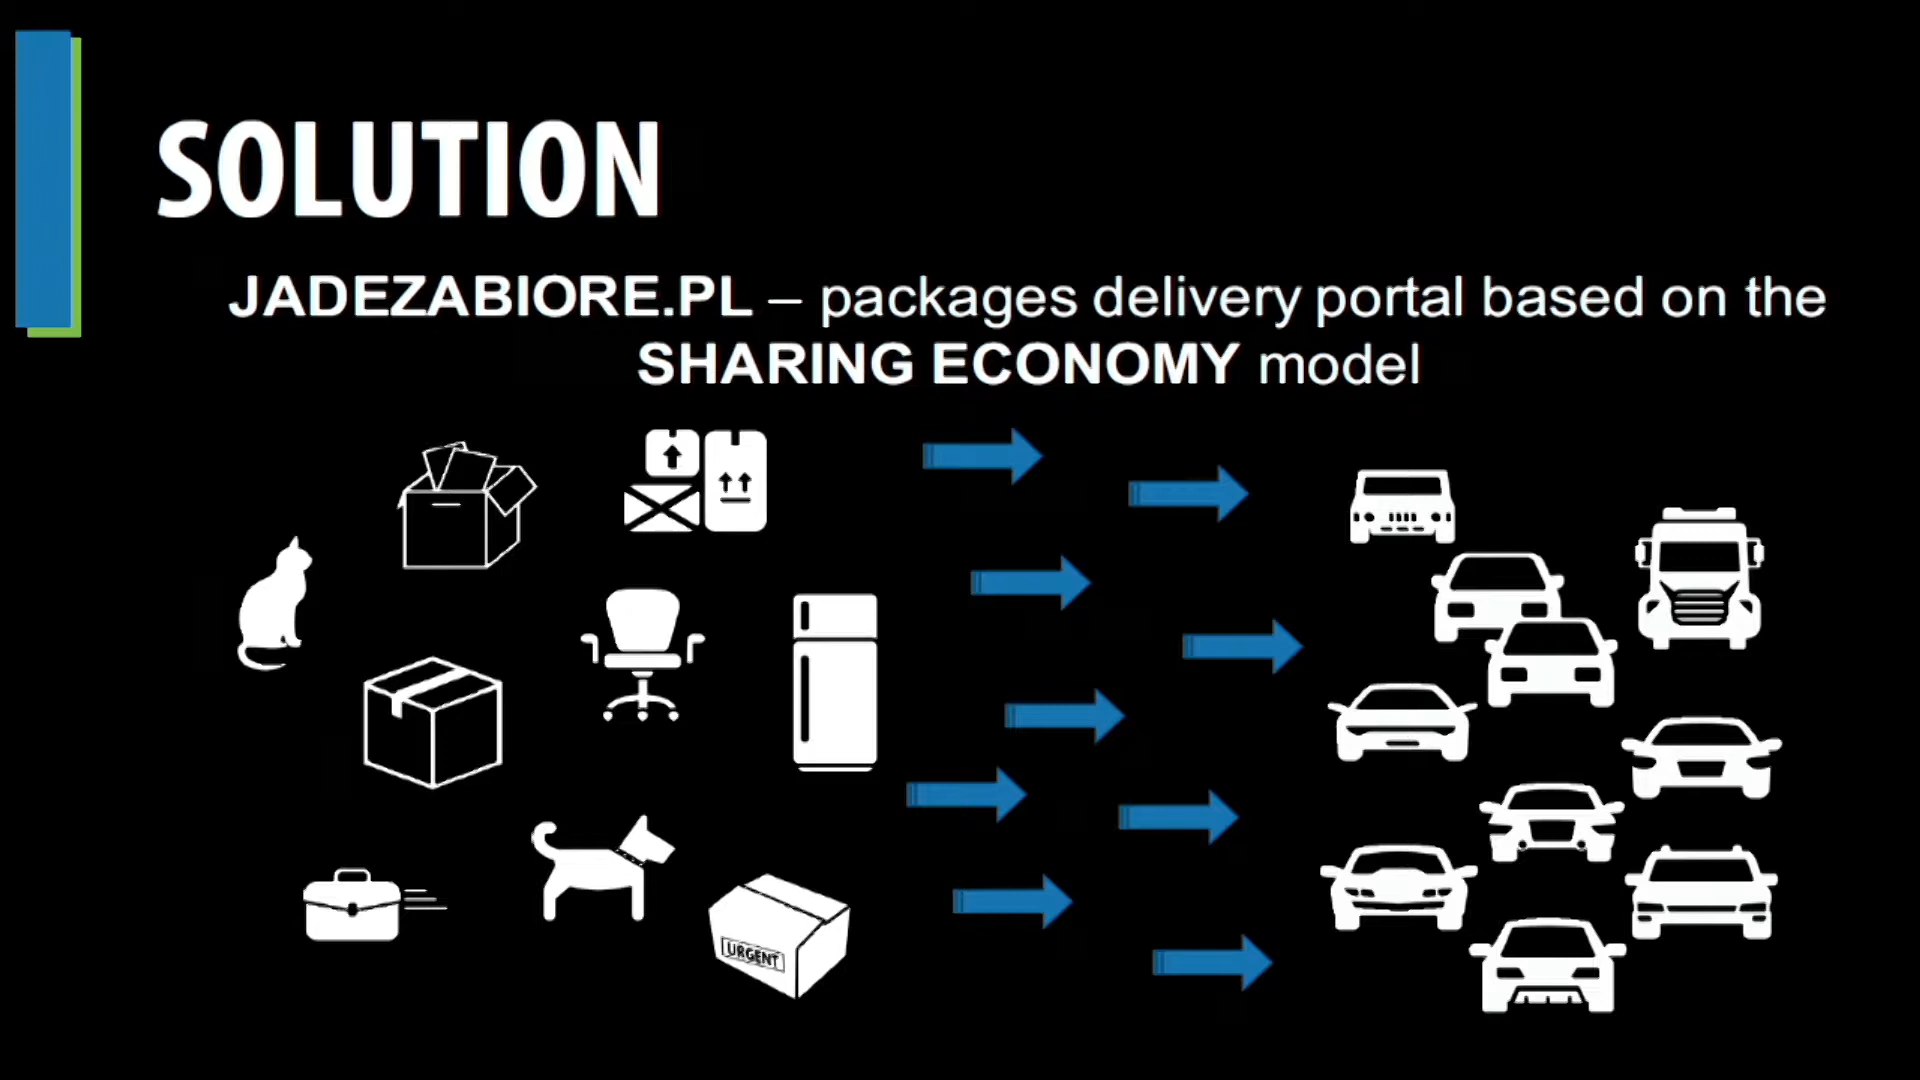 SOLUTION
JADEZABIORE.PL – packages delivery portal based on the
SHARING ECONOMY model
URGENT